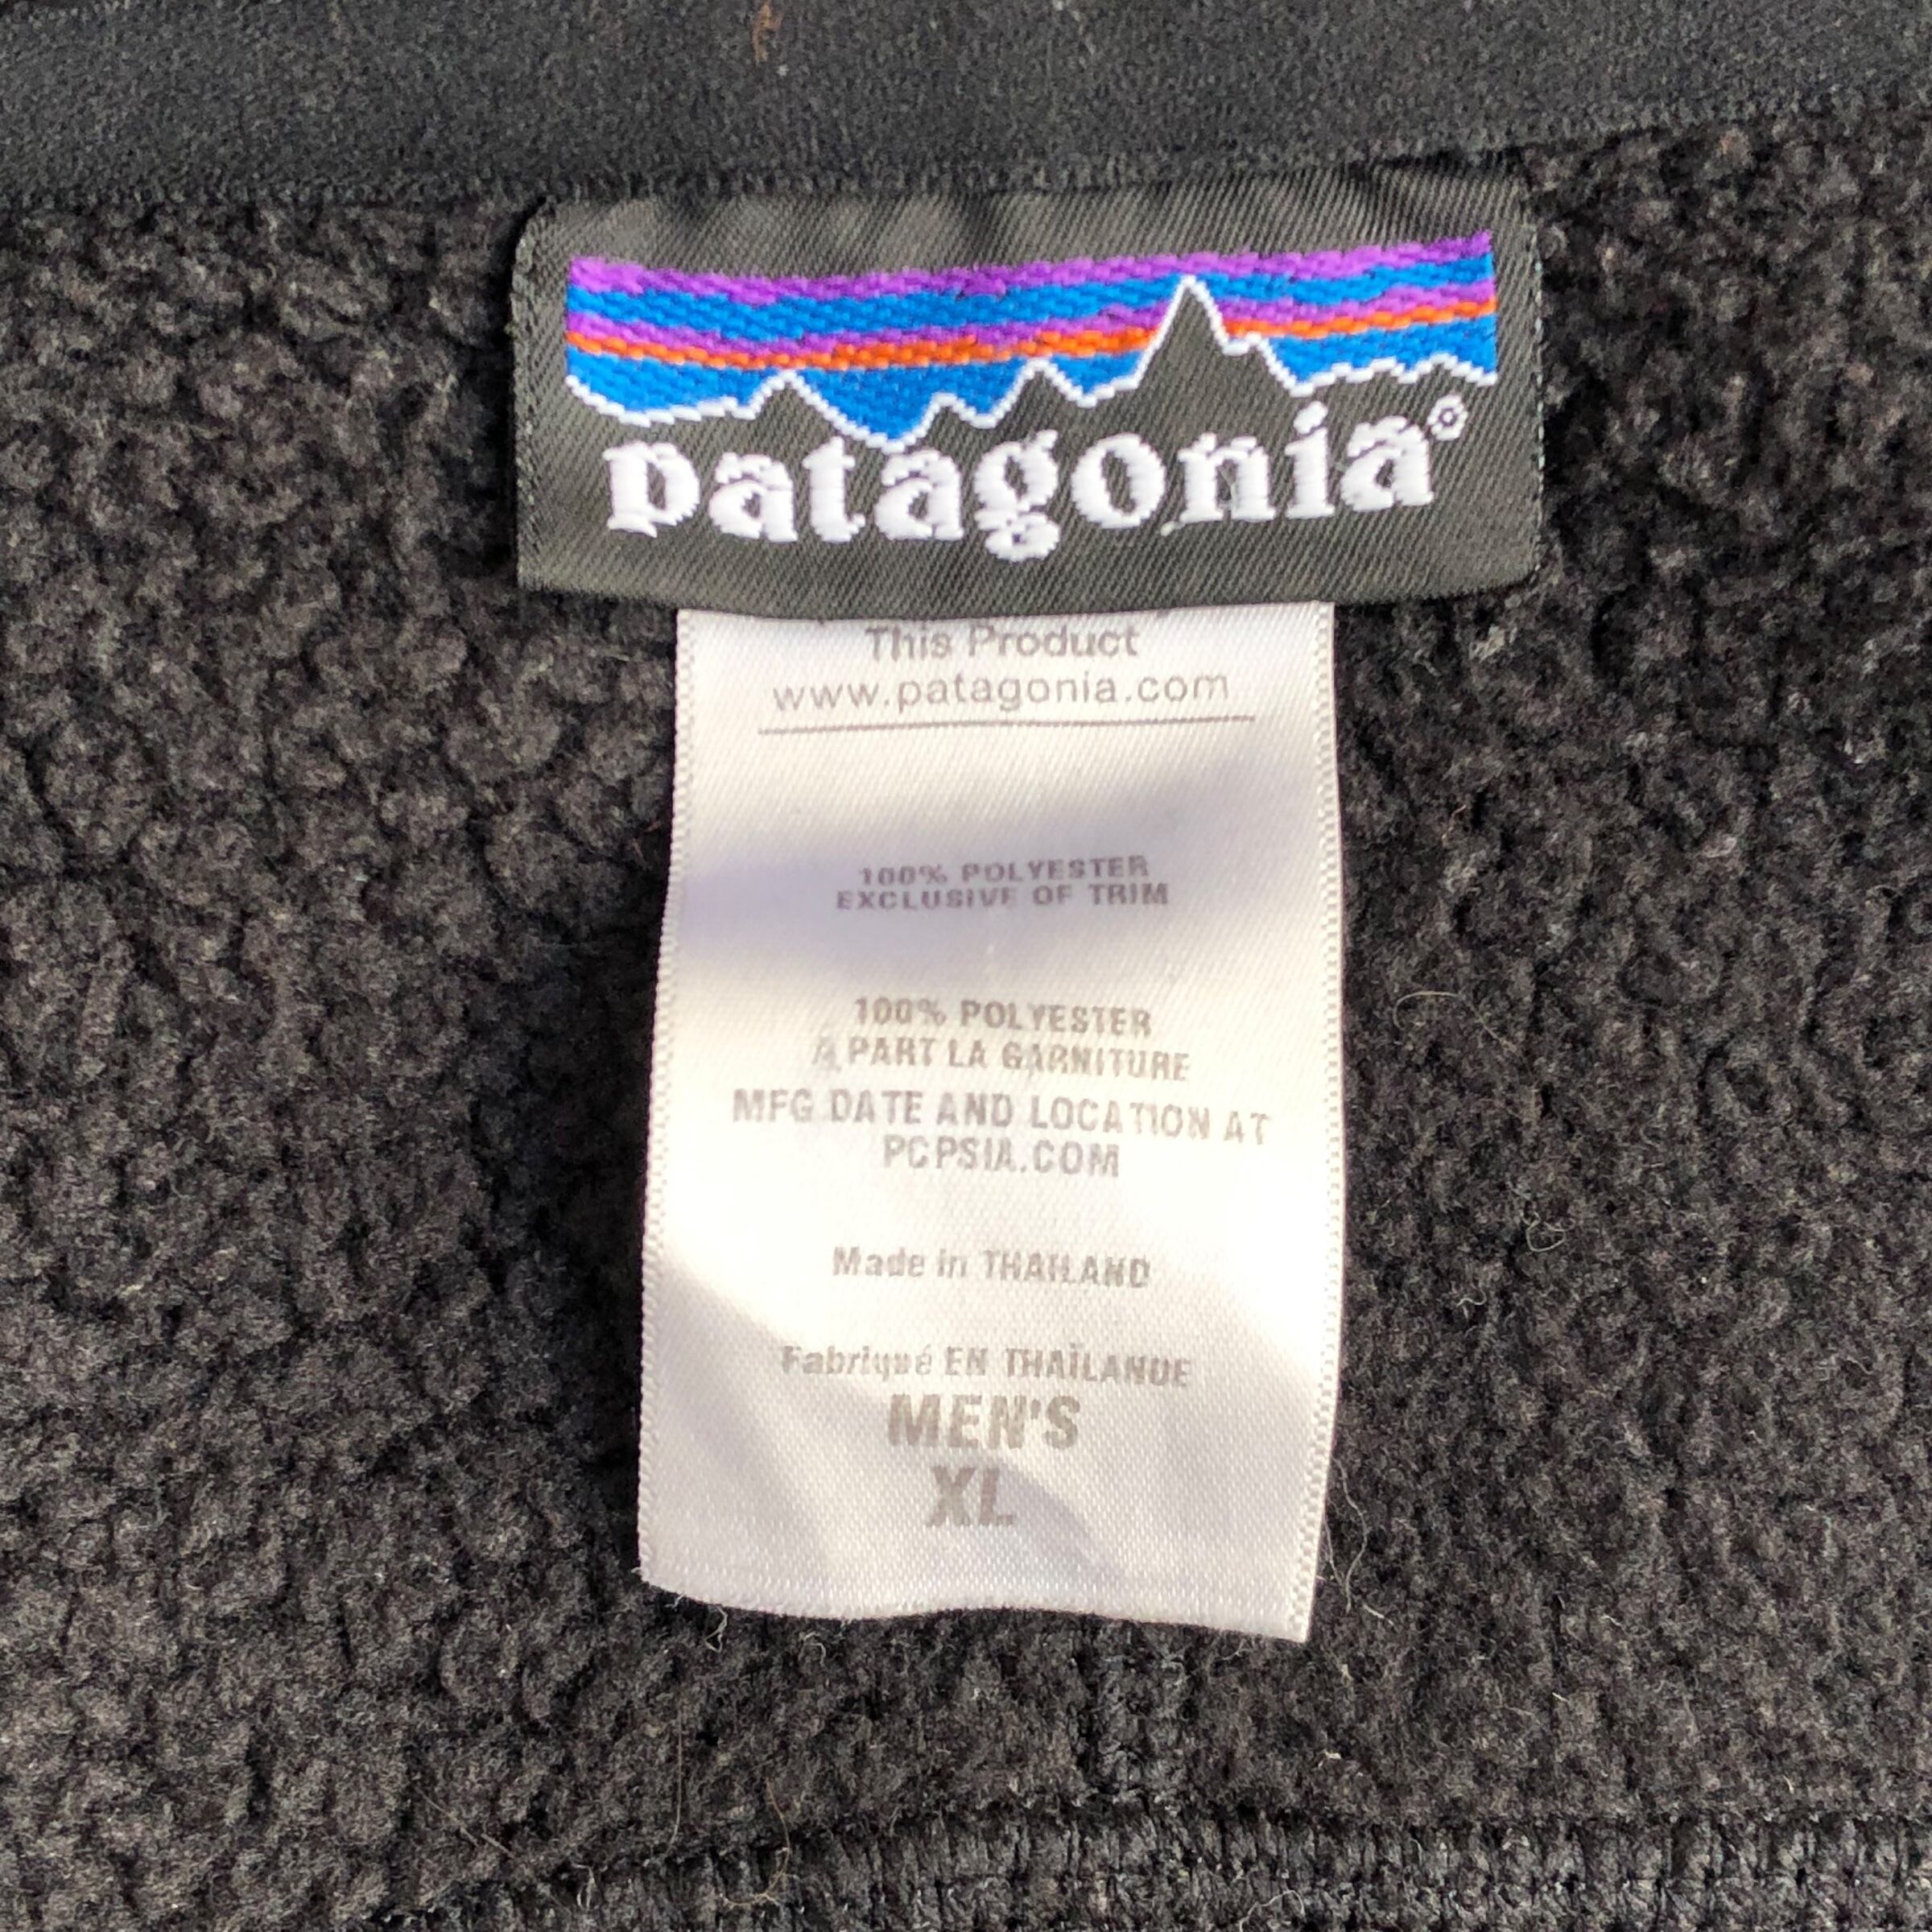 patagonia®
This Product
www.patagonia.com
100% POLYESTER
EXCLUSIVE OF TRIM
100% POLYESTER
À PART LA GARNITURE
MFG DATE AND LOCATION AT
PCPSIA.COM
Made in THAILAND
Fabriqué EN THAÏLANDE
MEN'S
XL